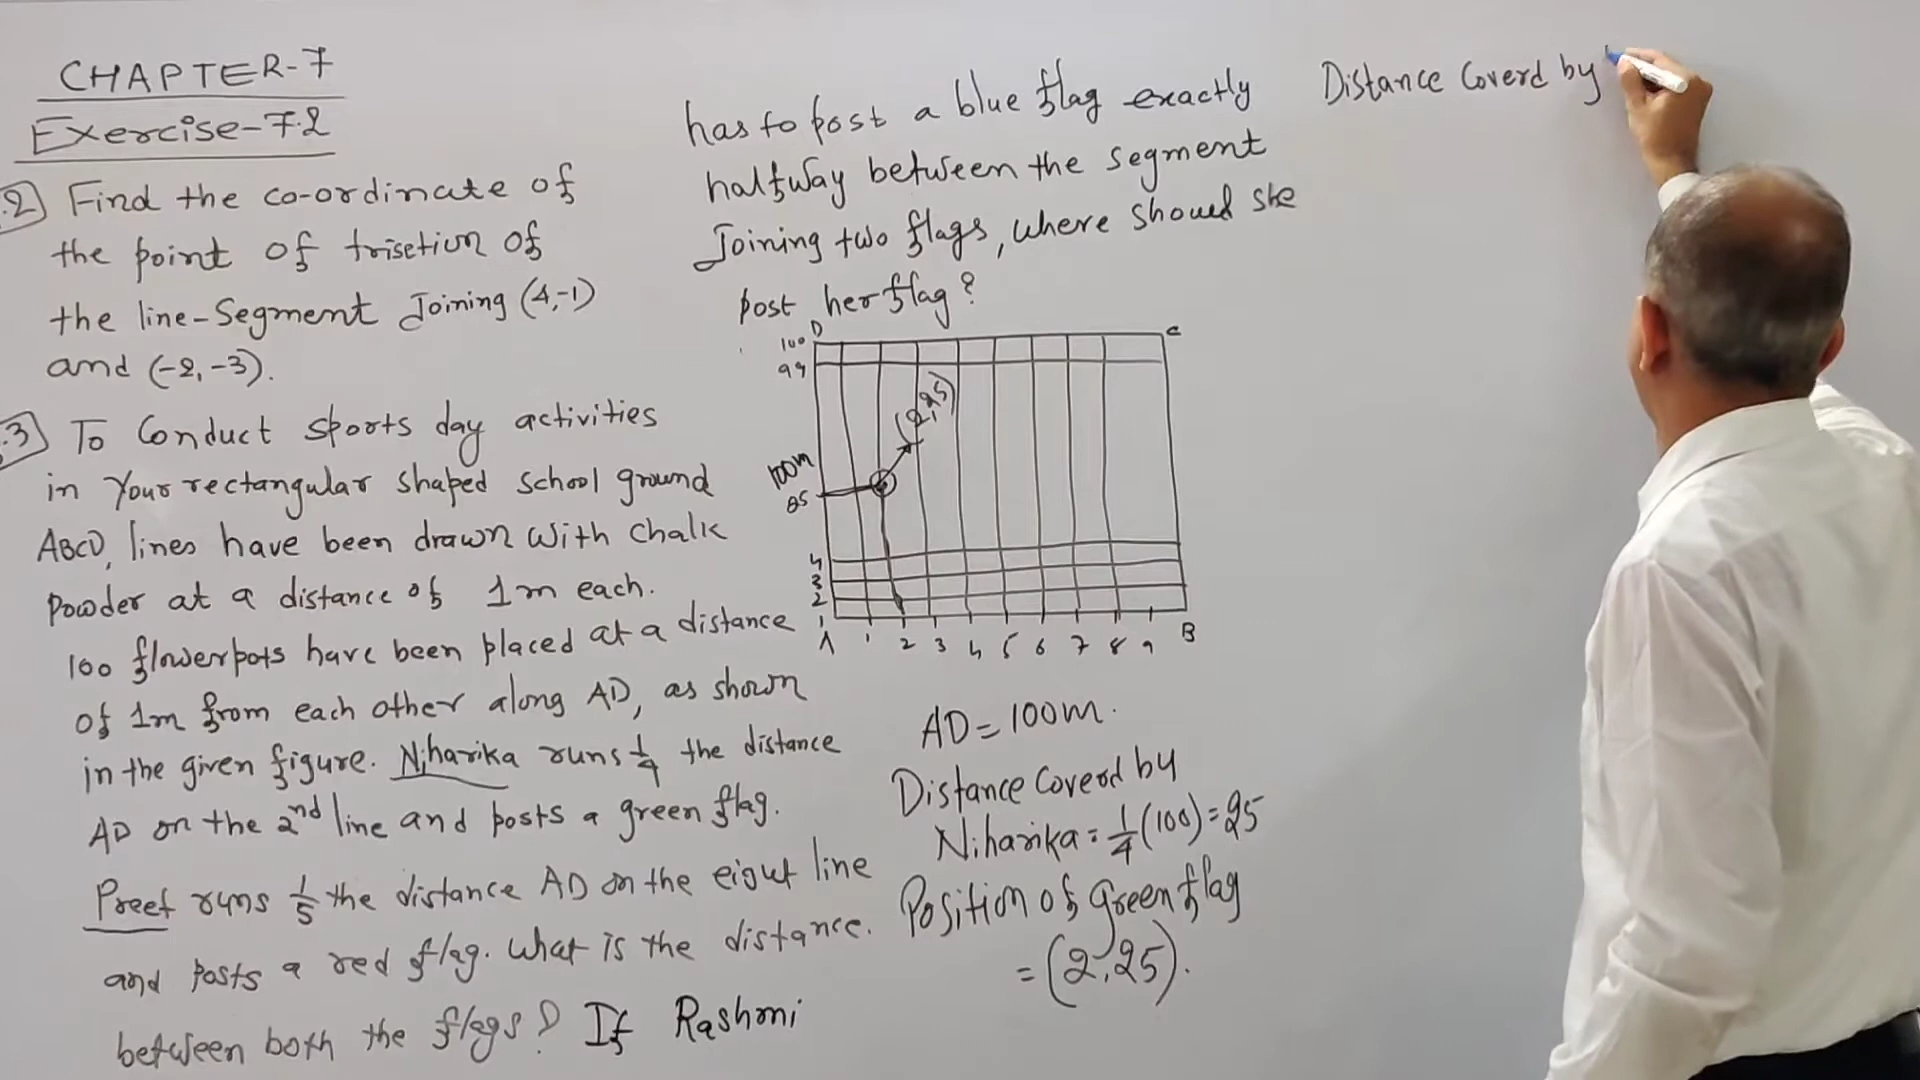 CHAPTER-7
Exercise-7.2
2) Find the co-ordinate of
the point of trisetion of
the line-Segment Joining (4,-1)
and (-2,-3).
3) To Conduct sports day activities
in Your rectangular shaped school ground
ABCD, lines have been drawn with chalk
Powder at a distance of 1m each.
100 flowerpots have been placed at a distance
of 1m from each other along AD, as shown
in the given figure. Niharika runs 1/4 the distance
AD on the 2nd line and posts a green flag.
Preet runs 1/5 the distance AD on the eight line
and posts a red flag. What is the distance.
between both the flags? If Rashmi
has to post a blue flag exactly
halfway between the segment
Joining two flags, where should she
post her flag?
D C
100
99
(2,25)
100m
25
4
3
2
1
A 1 2 3 4 5 6 7 8 9 B
AD = 100m.
Distance Coverd by
Niharika = 1/4 (100) = 25
Position of Green flag
= (2,25).
Distance Coverd by